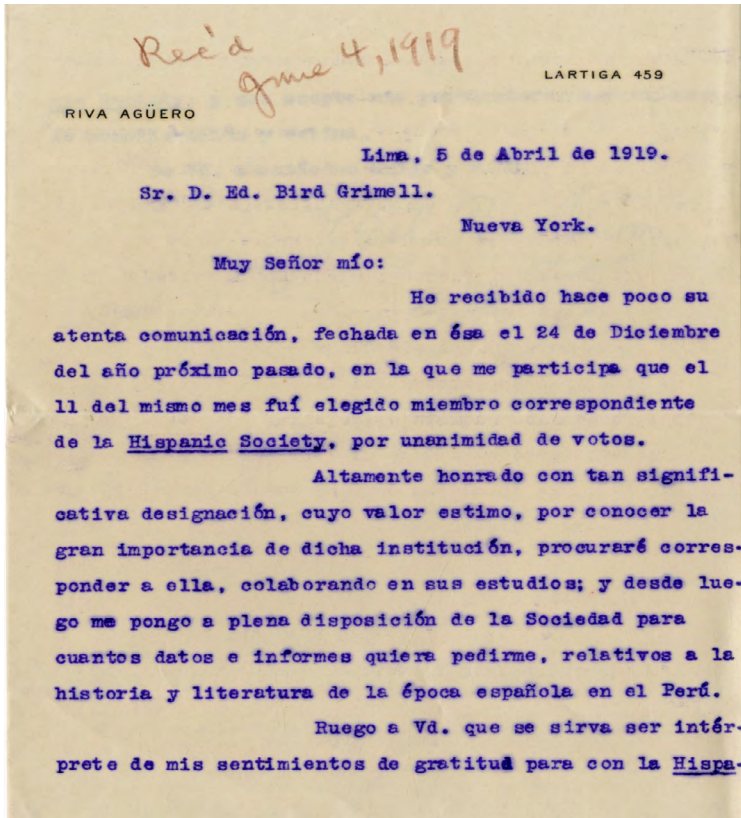 Rec'd
June 4, 1919
LÁRTIGA 459
RIVA AGÜERO
Lima, 5 de Abril de 1919.
Sr. D. Ed. Bird Grimell.
Nueva York.
Muy Señor mío:
He recibido hace poco su
atenta comunicación, fechada en ésa el 24 de Diciembre
del año próximo pasado, en la que me participa que el
11 del mismo mes fuí elegido miembro correspondiente
de la Hispanic Society, por unanimidad de votos.
Altamente honrado con tan signifi-
cativa designación, cuyo valor estimo, por conocer la
gran importancia de dicha institución, procuraré corres-
ponder a ella, colaborando en sus estudios; y desde lue-
go me pongo a plena disposición de la Sociedad para
cuantos datos e informes quiera pedirme, relativos a la
historia y literatura de la época española en el Perú.
Ruego a Vd. que se sirva ser intér-
prete de mis sentimientos de gratitud para con la Hispa-